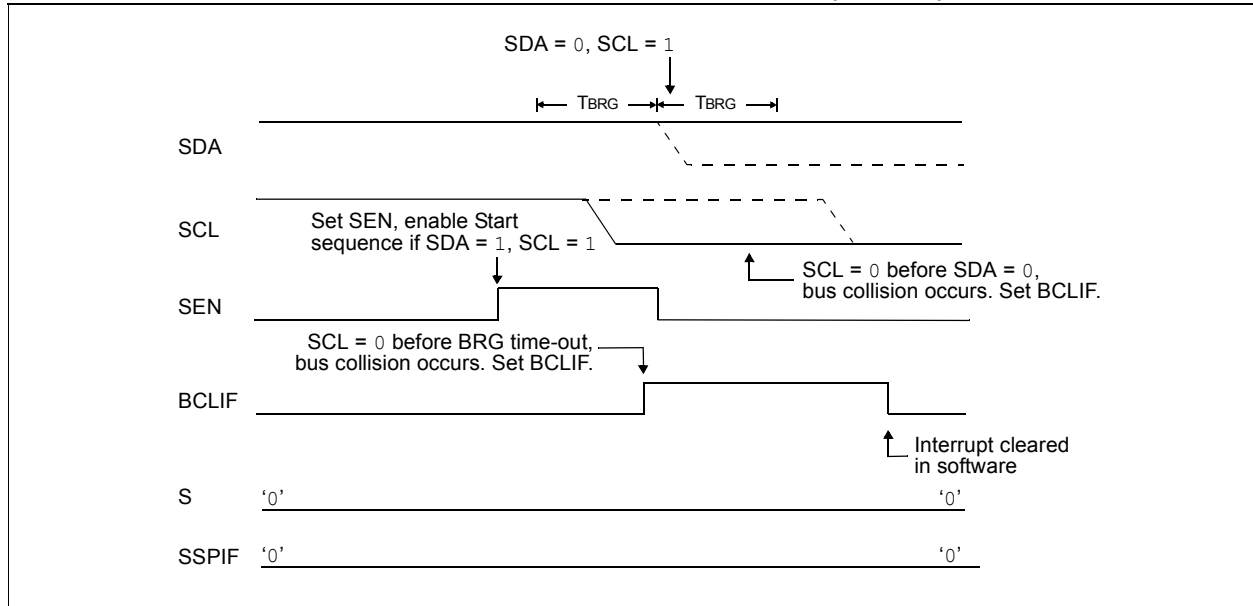 SDA = 0, SCL = 1
TBRG TBRG
SDA
SCL
Set SEN, enable Start
sequence if SDA = 1, SCL = 1
SCL = 0 before SDA = 0,
bus collision occurs. Set BCLIF.
SEN
SCL = 0 before BRG time-out,
bus collision occurs. Set BCLIF.
BCLIF
Interrupt cleared
in software
S ‘0’ ‘0’
SSPIF ‘0’ ‘0’